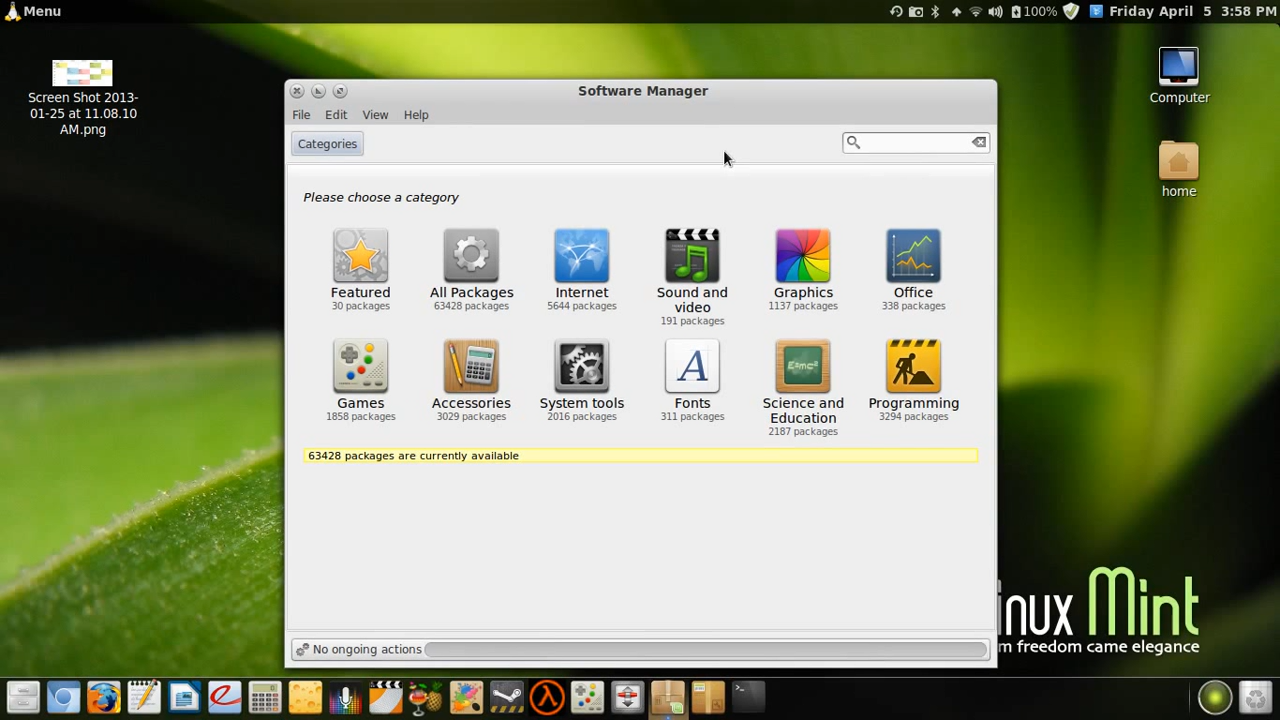 Menu
100%
Friday April 5 3:58 PM
Screen Shot 2013-
01-25 at 11.08.10
AM.png
Computer
home
Software Manager
File Edit View Help
Categories
Please choose a category
Featured
30 packages
All Packages
63428 packages
Internet
5644 packages
Sound and
video
191 packages
Graphics
1137 packages
Office
338 packages
Games
1858 packages
Accessories
3029 packages
System tools
2016 packages
Fonts
311 packages
Science and
Education
2187 packages
Programming
3294 packages
63428 packages are currently available
No ongoing actions
inux Mint
m freedom came elegance